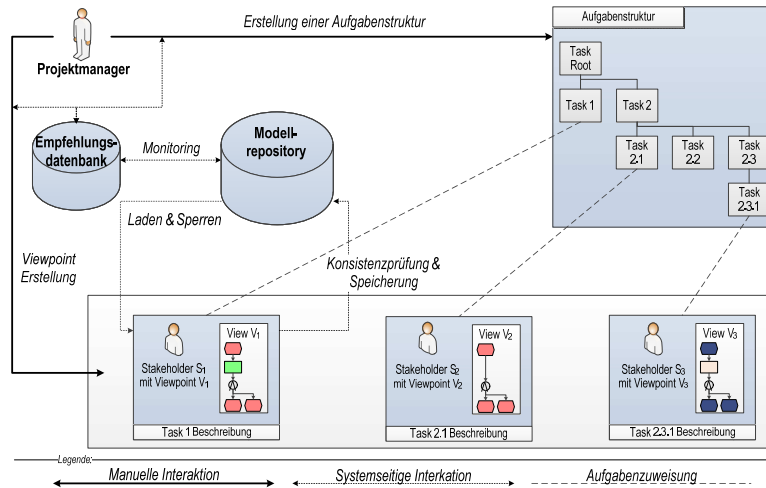 Erstellung einer Aufgabenstruktur
Aufgabenstruktur
Projektmanager
Task
Root
Task 1
Task 2
Task
2.1
Task
2.2
Task
2.3
Task
2.3.1
Empfehlungs-
datenbank
Monitoring
Modell-
repository
Laden & Sperren
Viewpoint
Erstellung
Konsistenzprüfung &
Speicherung
View V1
Stakeholder S1
mit Viewpoint V1
Task 1 Beschreibung
View V2
Stakeholder S2
mit Viewpoint V2
Task 2.1 Beschreibung
View V3
Stakeholder S3
mit Viewpoint V3
Task 2.3.1 Beschreibung
Legende:
Manuelle Interaktion
Systemseitige Interkation
Aufgabenzuweisung